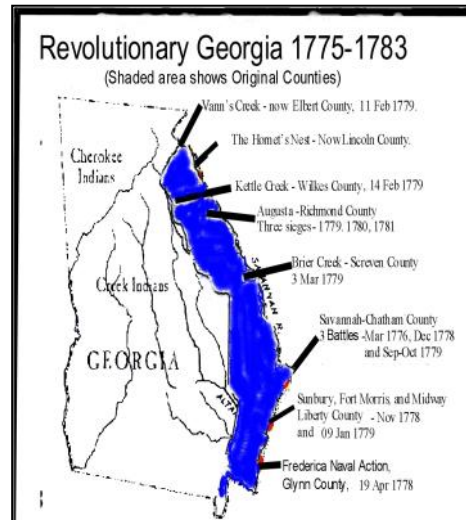 Revolutionary Georgia 1775-1783
(Shaded area shows Original Counties)
Vann's Creek - now Elbert County, 11 Feb 1779.
The Hornet's Nest - Now Lincoln County.
Cherokee
Indians
Kettle Creek - Wilkes County, 14 Feb 1779
Augusta - Richmond County
Three sieges - 1779, 1780, 1781
Brier Creek - Screven County
3 Mar 1779
SAVANNAH R.
Creek Indians
Savannah-Chatham County
3 Battles - Mar 1776, Dec 1778
and Sep-Oct 1779
GEORGIA
ALTA
Sunbury, Fort Morris, and Midway
Liberty County - Nov 1778
and 09 Jan 1779
Frederica Naval Action,
Glynn County, 19 Apr 1778